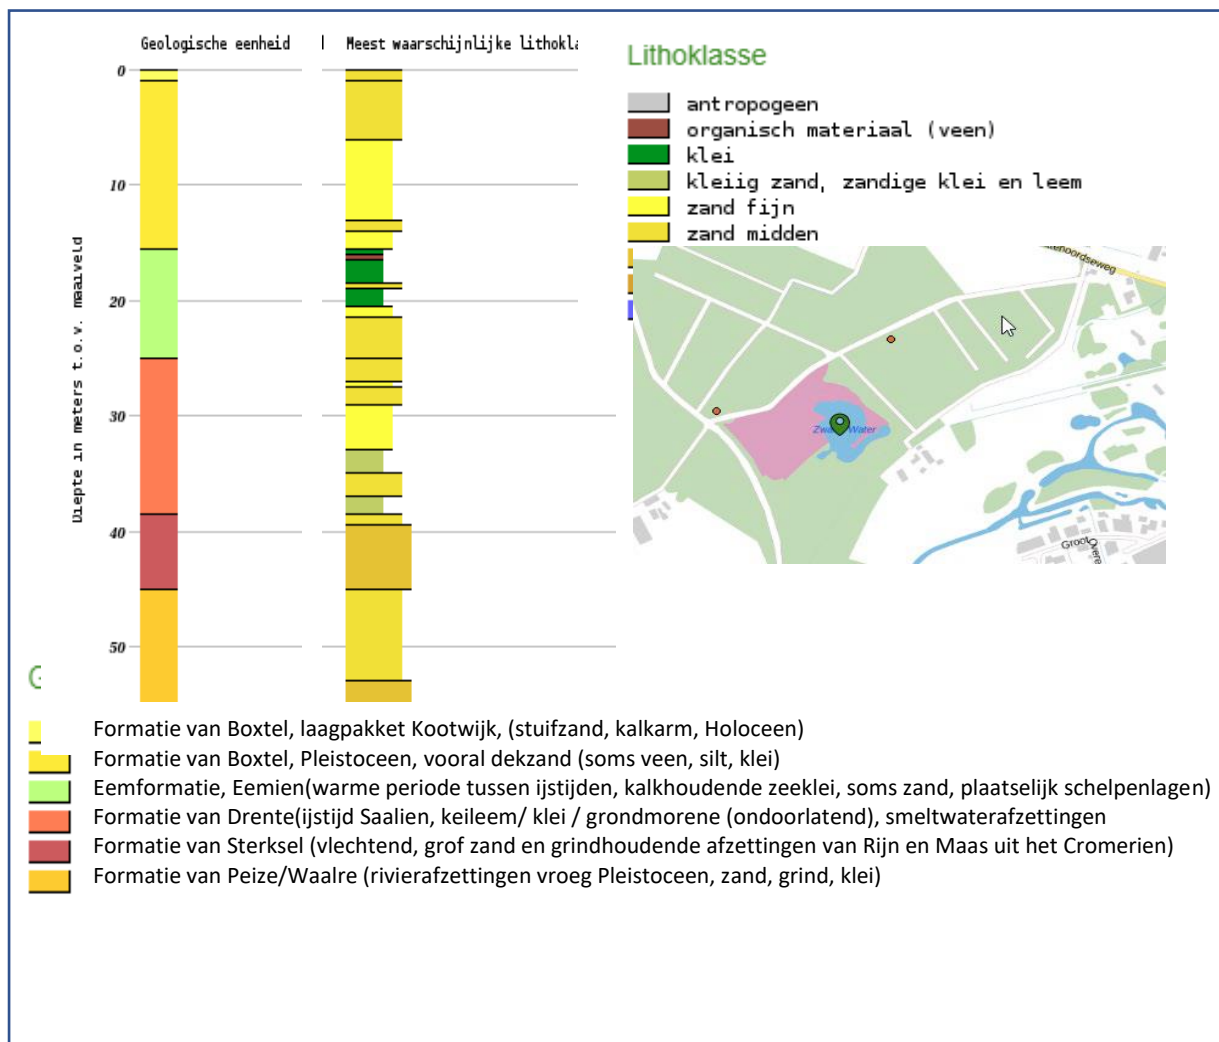 Geologische eenheid
Meest waarschijnlijke lithokla
Diepte in meters t.o.v. maaiveld
0
10
20
30
40
50
Lithoklasse
antropogeen
organisch materiaal (veen)
klei
kleiig zand, zandige klei en leem
zand fijn
zand midden
noordseweg
Water
Groot
G
Formatie van Boxtel, laagpakket Kootwijk, (stuifzand, kalkarm, Holoceen)
Formatie van Boxtel, Pleistoceen, vooral dekzand (soms veen, silt, klei)
Eemformatie, Eemien(warme periode tussen ijstijden, kalkhoudende zeeklei, soms zand, plaatselijk schelpenlagen)
Formatie van Drente(ijstijd Saalien, keileem/ klei / grondmorene (ondoorlatend), smeltwaterafzettingen
Formatie van Sterksel (vlechtend, grof zand en grindhoudende afzettingen van Rijn en Maas uit het Cromerien)
Formatie van Peize/Waalre (rivierafzettingen vroeg Pleistoceen, zand, grind, klei)